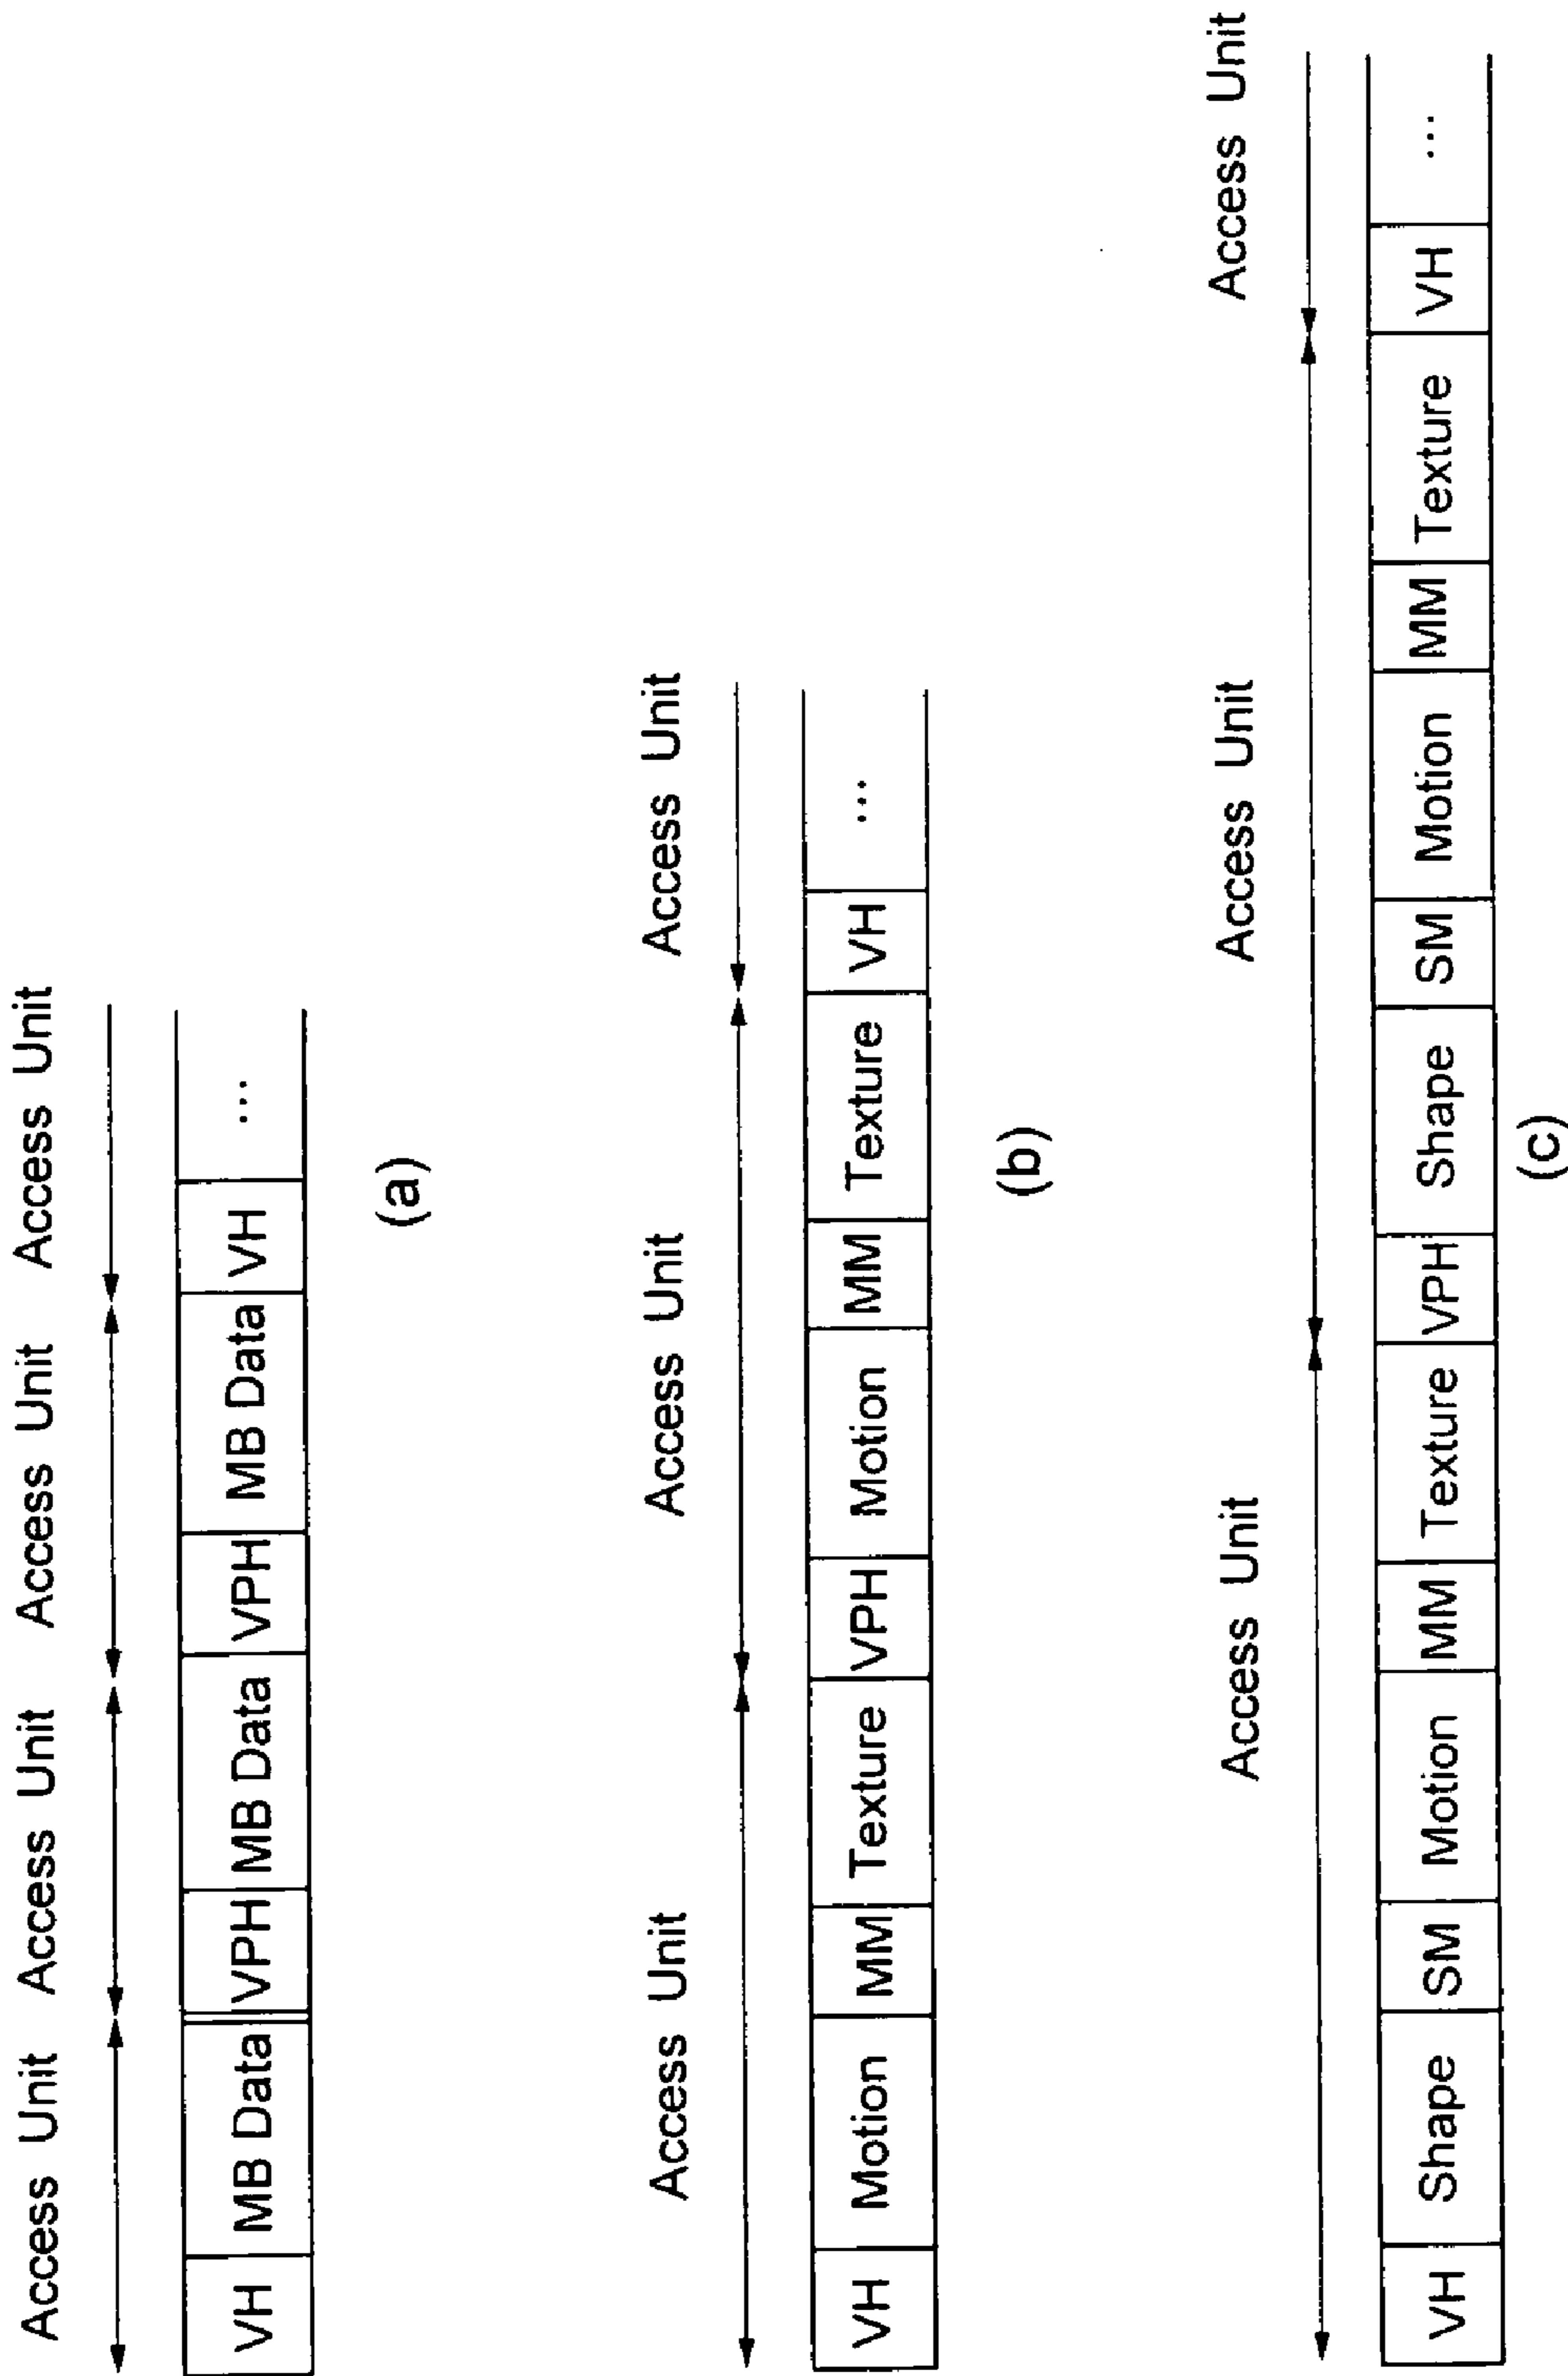 Access Unit Access Unit Access Unit Access Unit
VH MB Data VPH MB Data VPH MB Data VH ...
(a)
Access Unit Access Unit Access Unit
VH Motion MM Texture VPH Motion MM Texture VH ...
(b)
Access Unit Access Unit Access Unit
VH Shape SM Motion MM Texture VPH Shape SM Motion MM Texture VH ...
(c)